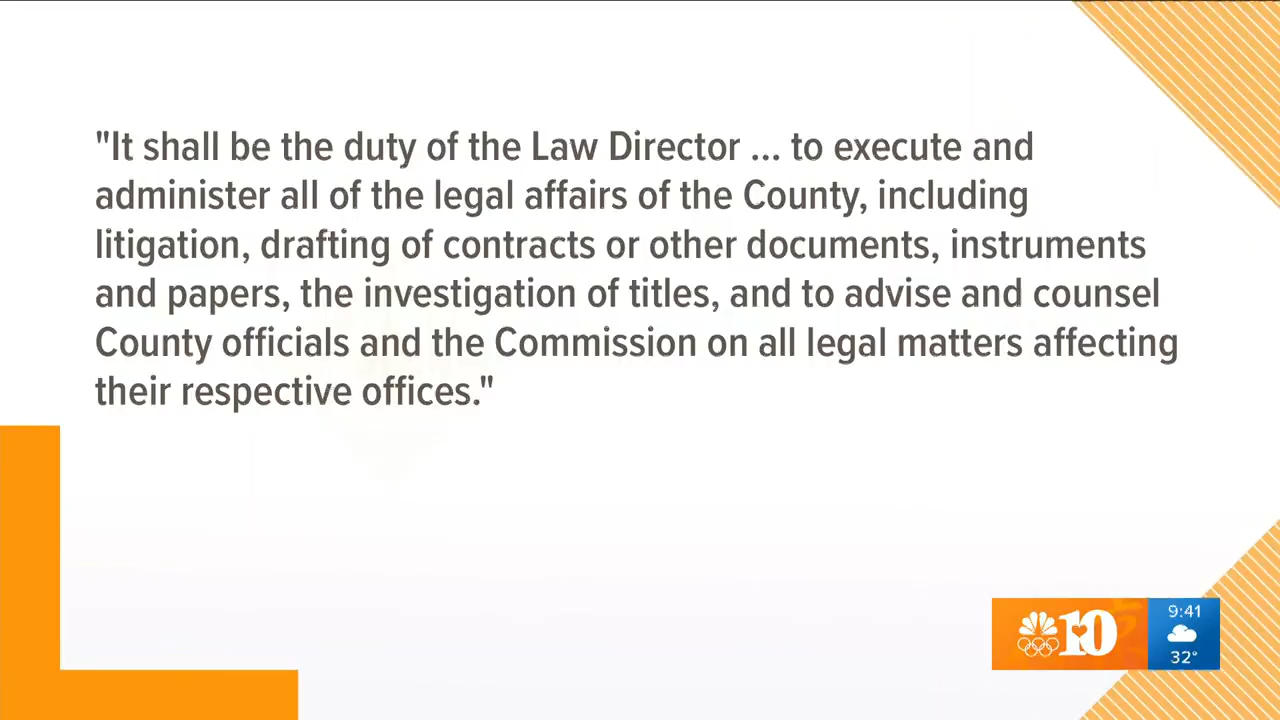 "It shall be the duty of the Law Director ... to execute and
administer all of the legal affairs of the County, including
litigation, drafting of contracts or other documents, instruments
and papers, the investigation of titles, and to advise and counsel
County officials and the Commission on all legal matters affecting
their respective offices."
10
9:41
32°